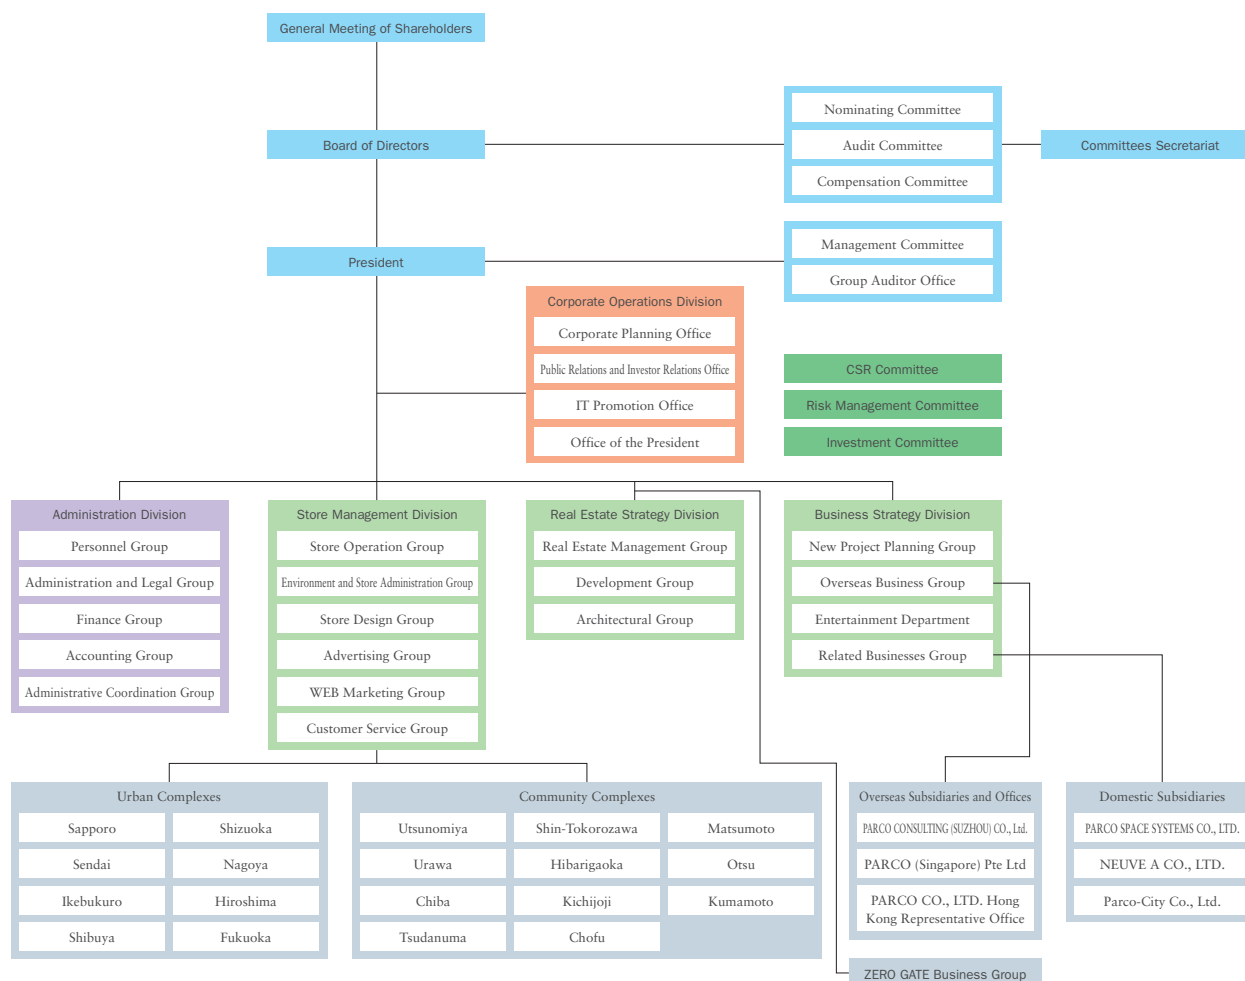 General Meeting of Shareholders
Board of Directors
Nominating Committee
Audit Committee
Compensation Committee
Committees Secretariat
President
Management Committee
Group Auditor Office
Corporate Operations Division
Corporate Planning Office
Public Relations and Investor Relations Office
IT Promotion Office
Office of the President
CSR Committee
Risk Management Committee
Investment Committee
Administration Division
Personnel Group
Administration and Legal Group
Finance Group
Accounting Group
Administrative Coordination Group
Store Management Division
Store Operation Group
Environment and Store Administration Group
Store Design Group
Advertising Group
WEB Marketing Group
Customer Service Group
Real Estate Strategy Division
Real Estate Management Group
Development Group
Architectural Group
Business Strategy Division
New Project Planning Group
Overseas Business Group
Entertainment Department
Related Businesses Group
Urban Complexes
Sapporo
Shizuoka
Sendai
Nagoya
Ikebukuro
Hiroshima
Shibuya
Fukuoka
Community Complexes
Utsunomiya
Shin-Tokorozawa
Matsumoto
Urawa
Hibarigaoka
Otsu
Chiba
Kichijoji
Kumamoto
Tsudanuma
Chofu
Overseas Subsidiaries and Offices
PARCO CONSULTING (SUZHOU) CO., Ltd.
PARCO (Singapore) Pte Ltd
PARCO CO., LTD. Hong
Kong Representative Office
Domestic Subsidiaries
PARCO SPACE SYSTEMS CO., LTD.
NEUVE A CO., LTD.
Parco-City Co., Ltd.
ZERO GATE Business Group